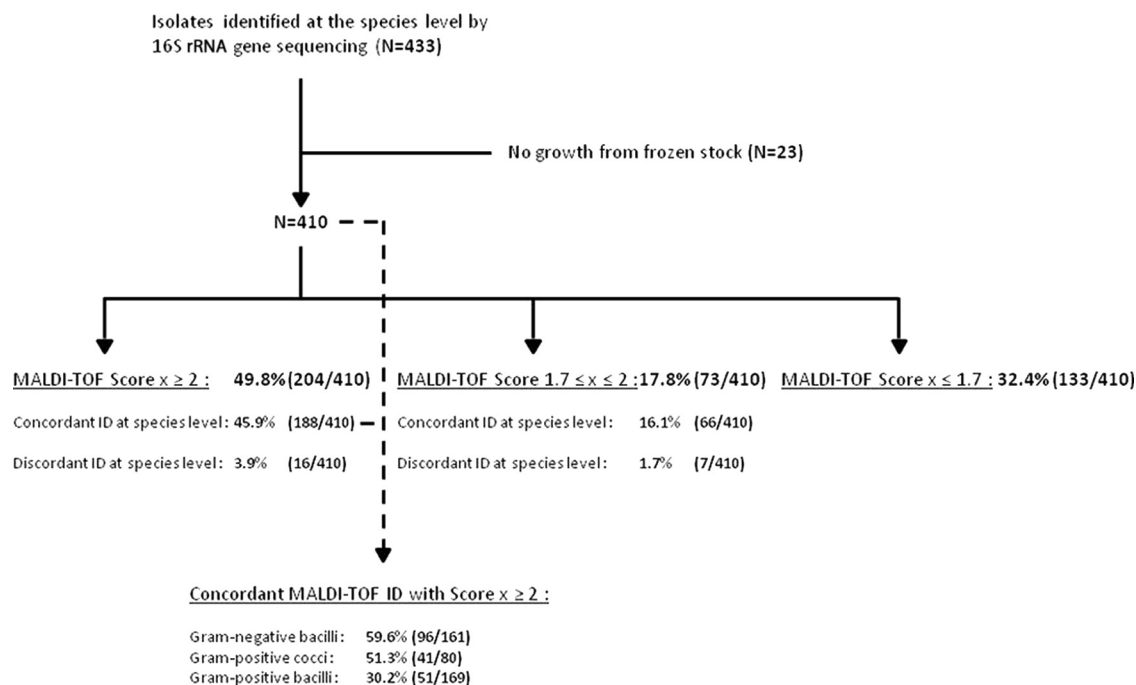 Isolates identified at the species level by
16S rRNA gene sequencing (N=433)
No growth from frozen stock (N=23)
N=410
MALDI-TOF Score x ≥ 2 : 49.8% (204/410)
Concordant ID at species level: 45.9% (188/410)
Discordant ID at species level: 3.9% (16/410)
MALDI-TOF Score 1.7 ≤ x ≤ 2 : 17.8% (73/410)
Concordant ID at species level: 16.1% (66/410)
Discordant ID at species level: 1.7% (7/410)
MALDI-TOF Score x ≤ 1.7 : 32.4% (133/410)
Concordant MALDI-TOF ID with Score x ≥ 2 :
Gram-negative bacilli: 59.6% (96/161)
Gram-positive cocci: 51.3% (41/80)
Gram-positive bacilli: 30.2% (51/169)